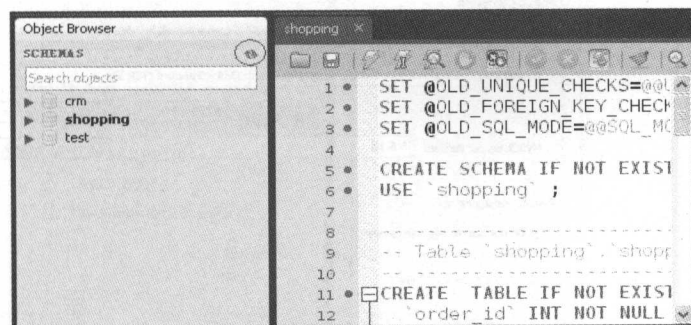 Object Browser
SCHEMAS
Search objects
crm
shopping
test
shopping ×
1 SET @OLD_UNIQUE_CHECKS=@@U
2 SET @OLD_FOREIGN_KEY_CHECK
3 SET @OLD_SQL_MODE=@@SQL_MO
4
5 CREATE SCHEMA IF NOT EXIST
6 USE `shopping` ;
7
8 -- -----------------------------------------------------
9 -- Table `shopping`.`shopp
10 -- -----------------------------------------------------
11 CREATE  TABLE IF NOT EXIST
12 `order_id` INT NOT NULL